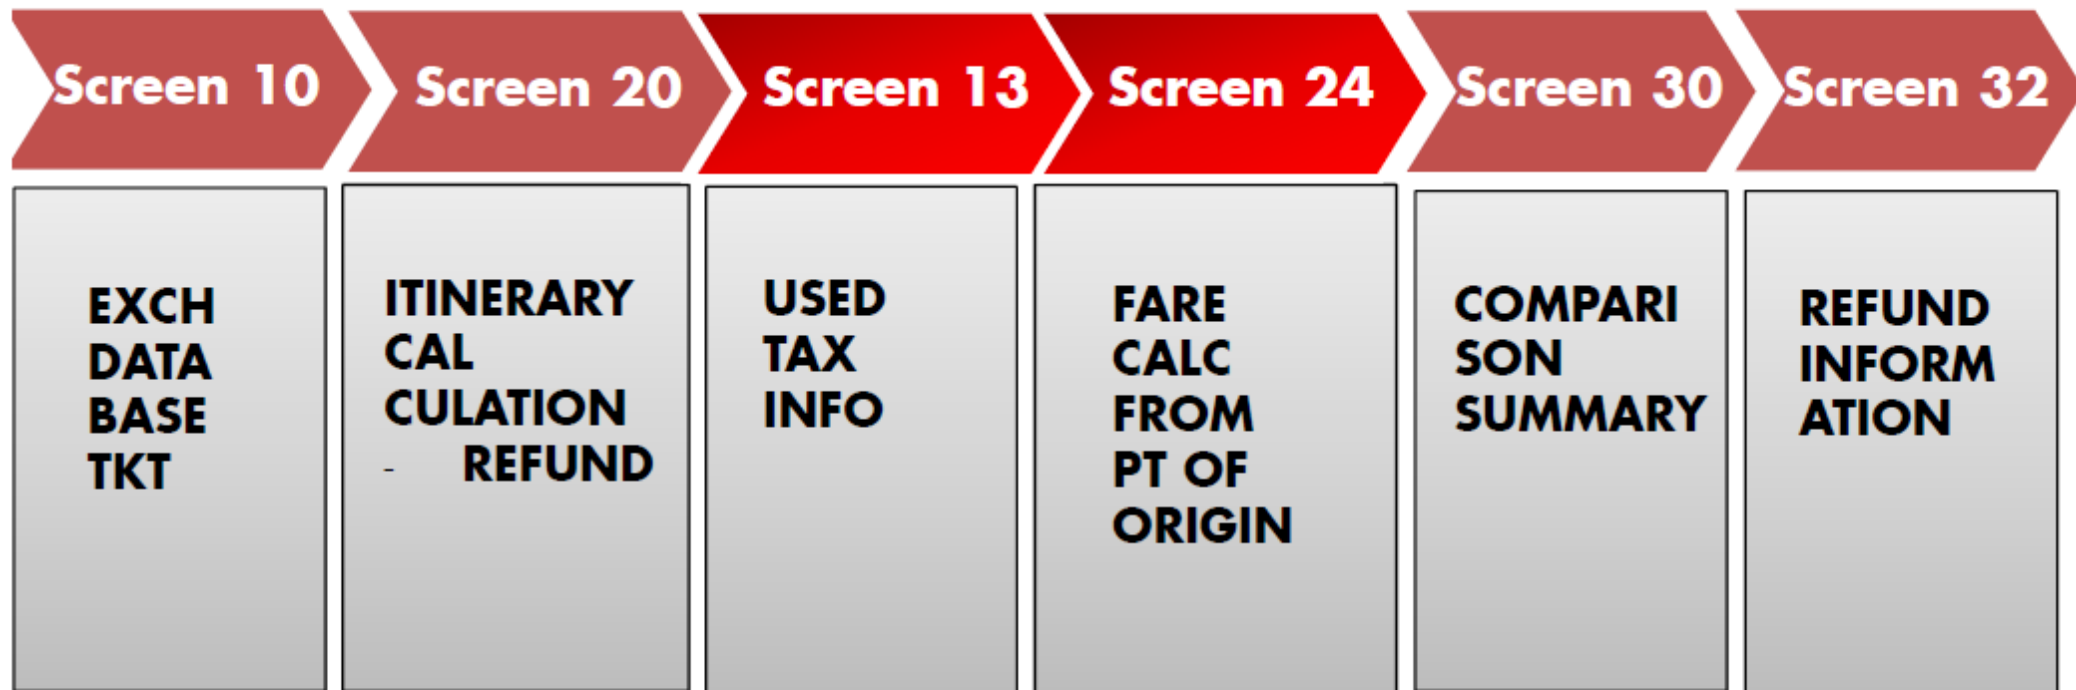 Screen 10
Screen 20
Screen 13
Screen 24
Screen 30
Screen 32
EXCH
DATA
BASE
TKT
ITINERARY
CAL
CULATION
- REFUND
USED
TAX
INFO
FARE
CALC
FROM
PT OF
ORIGIN
COMPARI
SON
SUMMARY
REFUND
INFORM
ATION